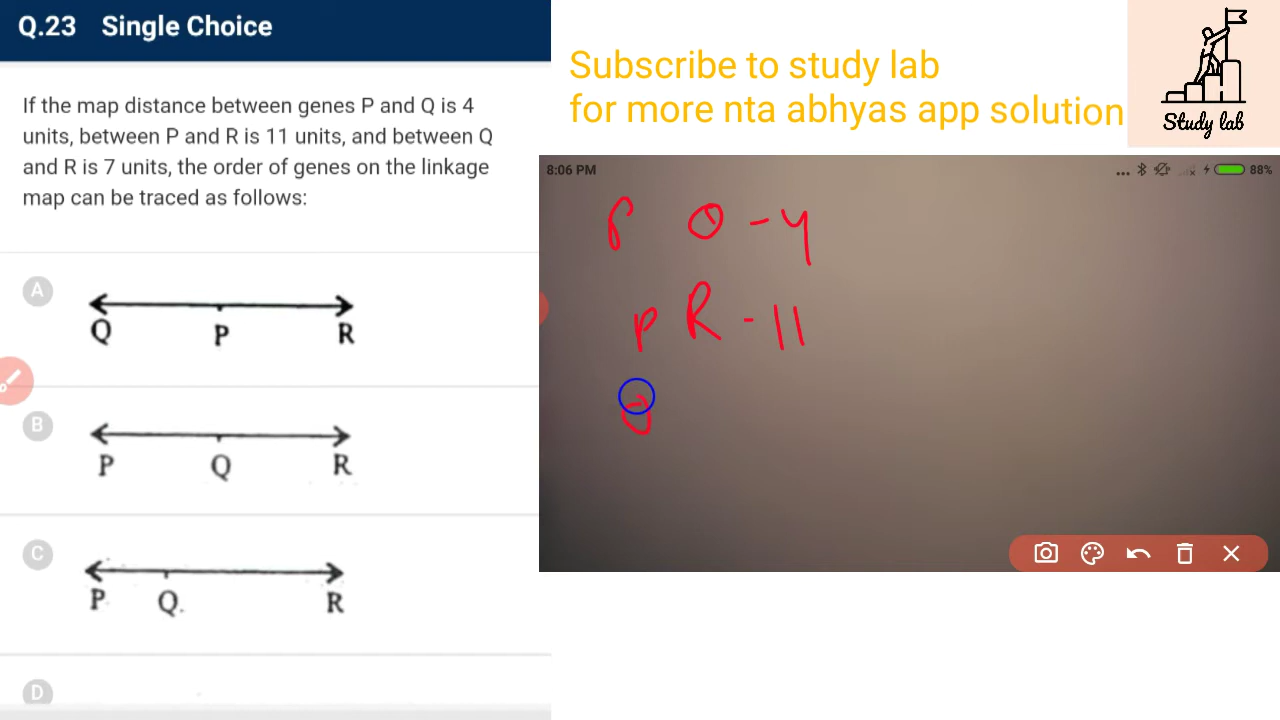 Q.23 Single Choice
If the map distance between genes P and Q is 4
units, between P and R is 11 units, and between Q
and R is 7 units, the order of genes on the linkage
map can be traced as follows:
A
Q P R
B
P Q R
C
P Q R
D
Subscribe to study lab
for more nta abhyas app solution
Study lab
8:06 PM
88%
P Q - 4
P R - 11
Q